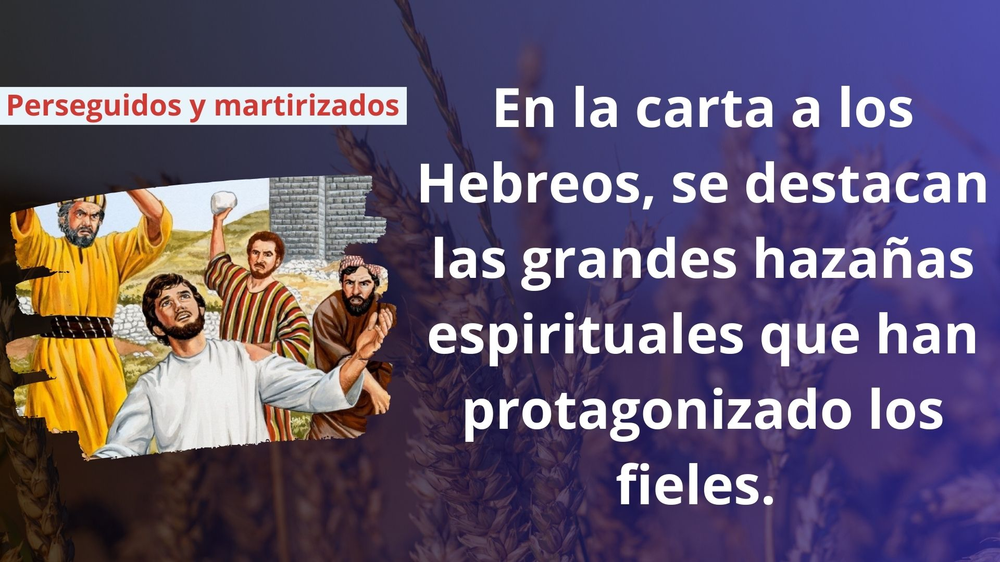 Perseguidos y martirizados
En la carta a los
Hebreos, se destacan
las grandes hazañas
espirituales que han
protagonizado los
fieles.